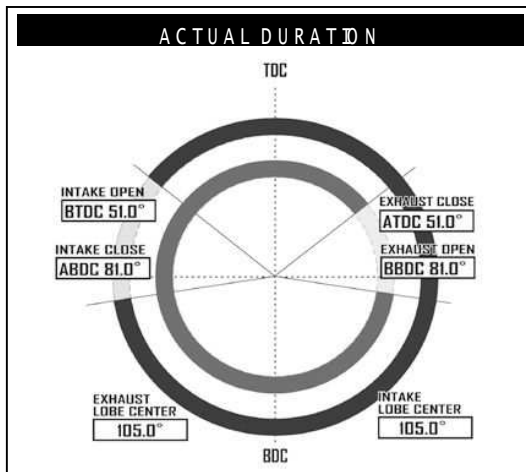 ACTUAL DURATION
TDC
INTAKE OPEN
BTDC 51.0°
EXHAUST CLOSE
ATDC 51.0°
INTAKE CLOSE
ABDC 81.0°
EXHAUST OPEN
BBDC 81.0°
EXHAUST
LOBE CENTER
105.0°
INTAKE
LOBE CENTER
105.0°
BDC